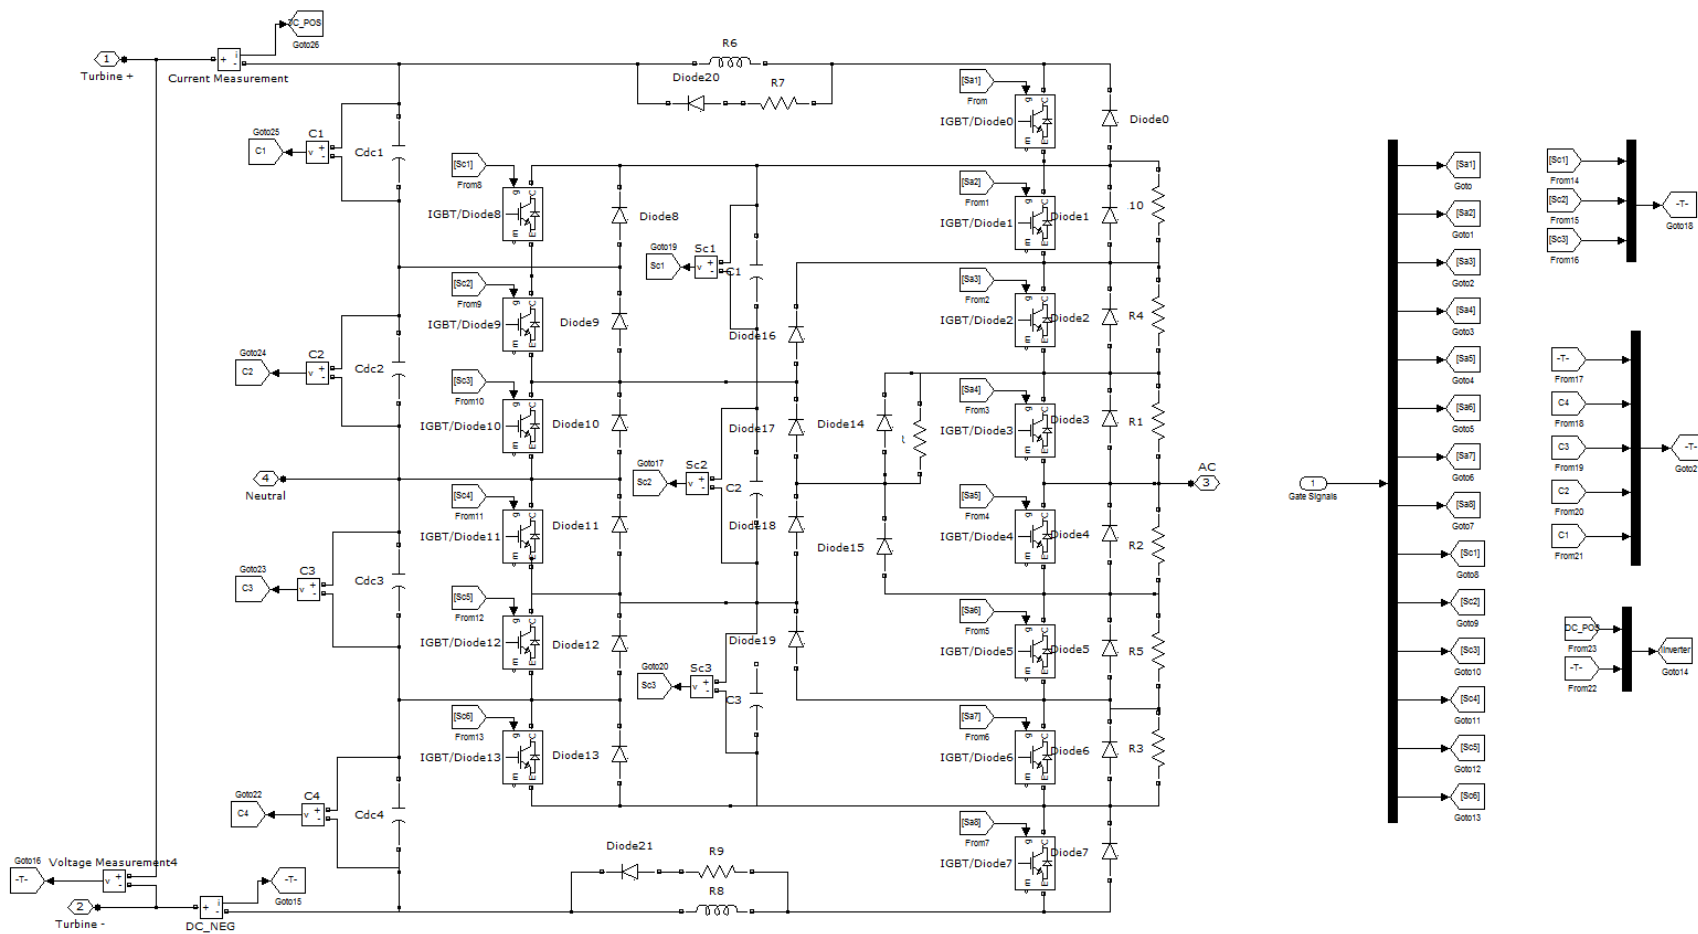 DC_POS
Goto26
1
Turbine +
+
i
-
Current Measurement
R6
Diode20
R7
[Sa1]
From
g
C
IGBT/Diode0
m
E
Diode0
Goto25
C1
C1
v
+
-
Cdc1
[Sc1]
From8
g
C
IGBT/Diode8
m
E
Diode8
[Sa2]
From1
g
C
IGBT/Diode1
m
E
Diode1
.10
Goto19
Sc1
Sc1
v
+
-
C1
[Sc2]
From9
g
C
IGBT/Diode9
m
E
Diode9
[Sa3]
From2
g
C
IGBT/Diode2
m
E
Diode2
R4
Diode16
Goto24
C2
C2
v
+
-
Cdc2
[Sc3]
From10
g
C
IGBT/Diode10
m
E
Diode10
Diode17
Diode14
[Sa4]
From3
g
C
IGBT/Diode3
m
E
Diode3
R1
4
Neutral
Goto17
Sc2
Sc2
v
+
-
C2
AC
3
[Sc4]
From11
g
C
IGBT/Diode11
m
E
Diode11
Diode18
Diode15
[Sa5]
From4
g
C
IGBT/Diode4
m
E
Diode4
R2
Goto23
C3
C3
v
+
-
Cdc3
[Sc5]
From12
g
C
IGBT/Diode12
m
E
Diode12
Diode19
[Sa6]
From5
g
C
IGBT/Diode5
m
E
Diode5
R5
Goto20
Sc3
Sc3
v
+
-
C3
[Sc6]
From13
g
C
IGBT/Diode13
m
E
Diode13
[Sa7]
From6
g
C
IGBT/Diode6
m
E
Diode6
R3
Goto22
C4
C4
v
+
-
Cdc4
[Sa8]
From7
g
C
IGBT/Diode7
m
E
Diode7
Goto16
-T-
Voltage Measurement4
v
+
-
2
Turbine -
+
i
-
DC_NEG
-T-
Goto15
Diode21
R9
R8
1
Gate Signals
[Sa1]
Goto
[Sa2]
Goto1
[Sa3]
Goto2
[Sa4]
Goto3
[Sa5]
Goto4
[Sa6]
Goto5
[Sa7]
Goto6
[Sa8]
Goto7
[Sc1]
Goto8
[Sc2]
Goto9
[Sc3]
Goto10
[Sc4]
Goto11
[Sc5]
Goto12
[Sc6]
Goto13
[Sc1]
From14
[Sc2]
From15
[Sc3]
From16
-T-
Goto18
-T-
From17
C4
From18
C3
From19
C2
From20
C1
From21
-T-
Goto2
DC_POS
From23
-T-
From22
Iinverter
Goto14